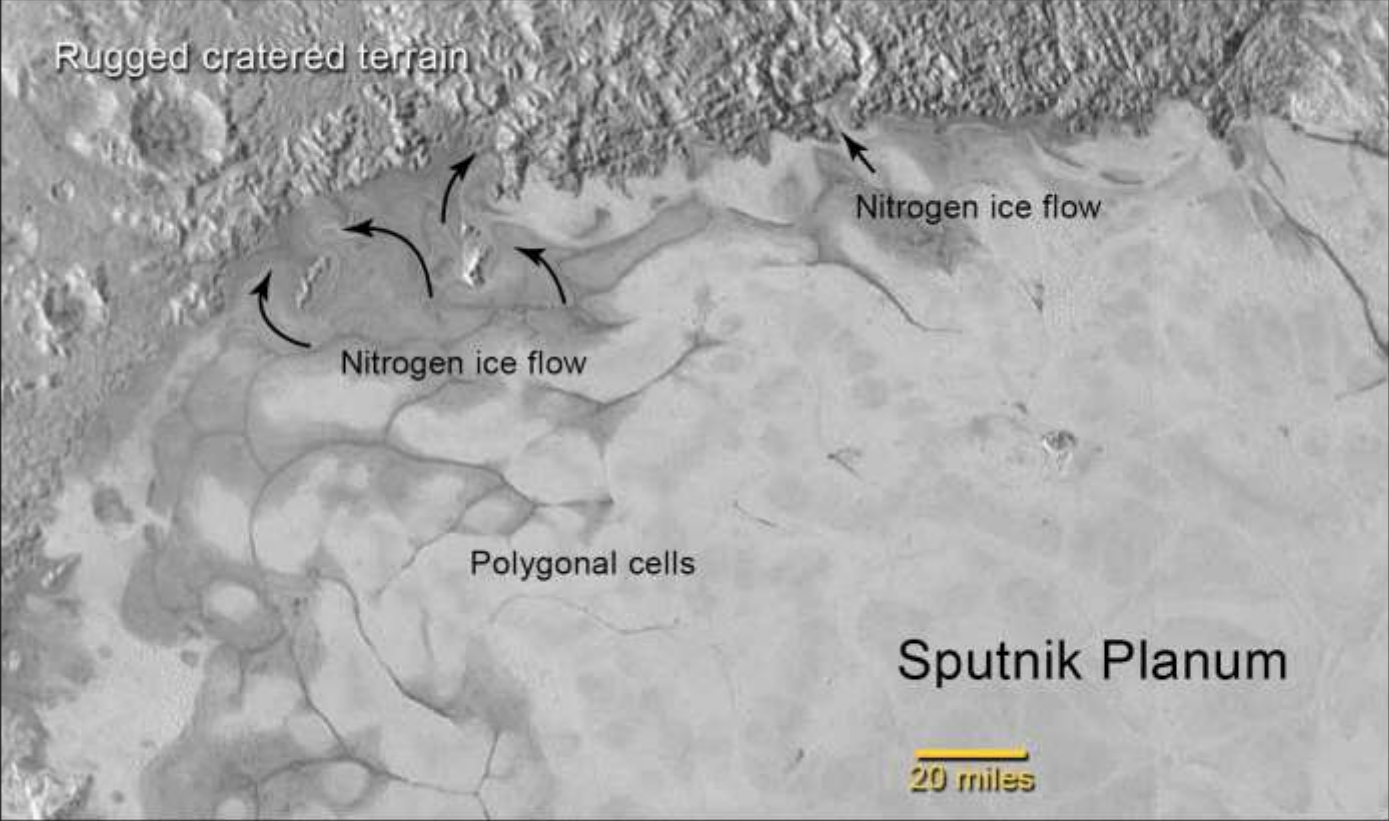 Rugged cratered terrain
Nitrogen ice flow
Nitrogen ice flow
Polygonal cells
Sputnik Planum
20 miles